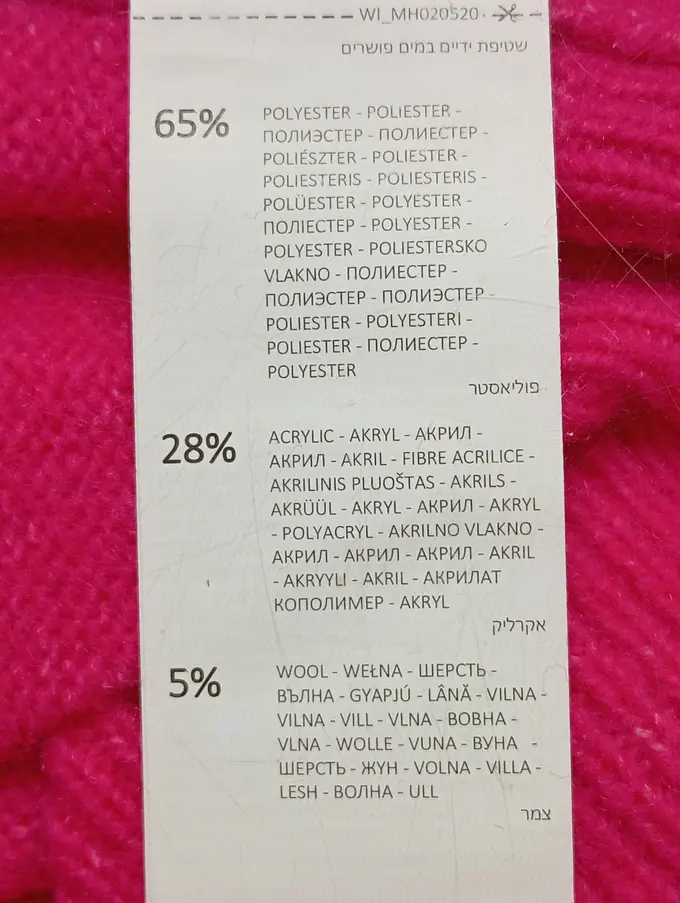 WI_MH020520
שטיפת ידיים במים פושרים
65%
POLYESTER - POLIESTER -
ПОЛИЭСТЕР - ПОЛИЕСТЕР -
POLIÉSZTER - POLIESTER -
POLIESTERIS - POLIESTERIS -
POLÜESTER - POLYESTER -
ПОЛІЕСТЕР - POLYESTER -
POLYESTER - POLIESTERSKO
VLAKNO - ПОЛИЕСТЕР -
ПОЛИЭСТЕР - ПОЛИЭСТЕР -
POLIESTER - POLYESTERI -
POLIESTER - ПОЛИЕСТЕР -
POLYESTER
פוליאסטר
28%
ACRYLIC - AKRYL - АКРИЛ -
АКРИЛ - AKRIL - FIBRE ACRILICE -
AKRILINIS PLUOŠTAS - AKRILS -
AKRÜÜL - AKRYL - АКРИЛ - AKRYL
- POLYACRYL - AKRILNO VLAKNO -
АКРИЛ - АКРИЛ - АКРИЛ - AKRIL
- AKRYYLI - AKRIL - АКРИЛАТ
КОПОЛИМЕР - AKRYL
אקרליק
5%
WOOL - WEŁNA - ШЕРСТЬ -
ВЪЛНА - GYAPJÚ - LÂNĂ - VILNA -
VILNA - VILL - VLNA - ВОВНА -
VLNA - WOLLE - VUNA - ВУНА -
ШЕРСТЬ - ЖҮН - VOLNA - VILLA -
LESH - ВОЛНА - ULL
צמר